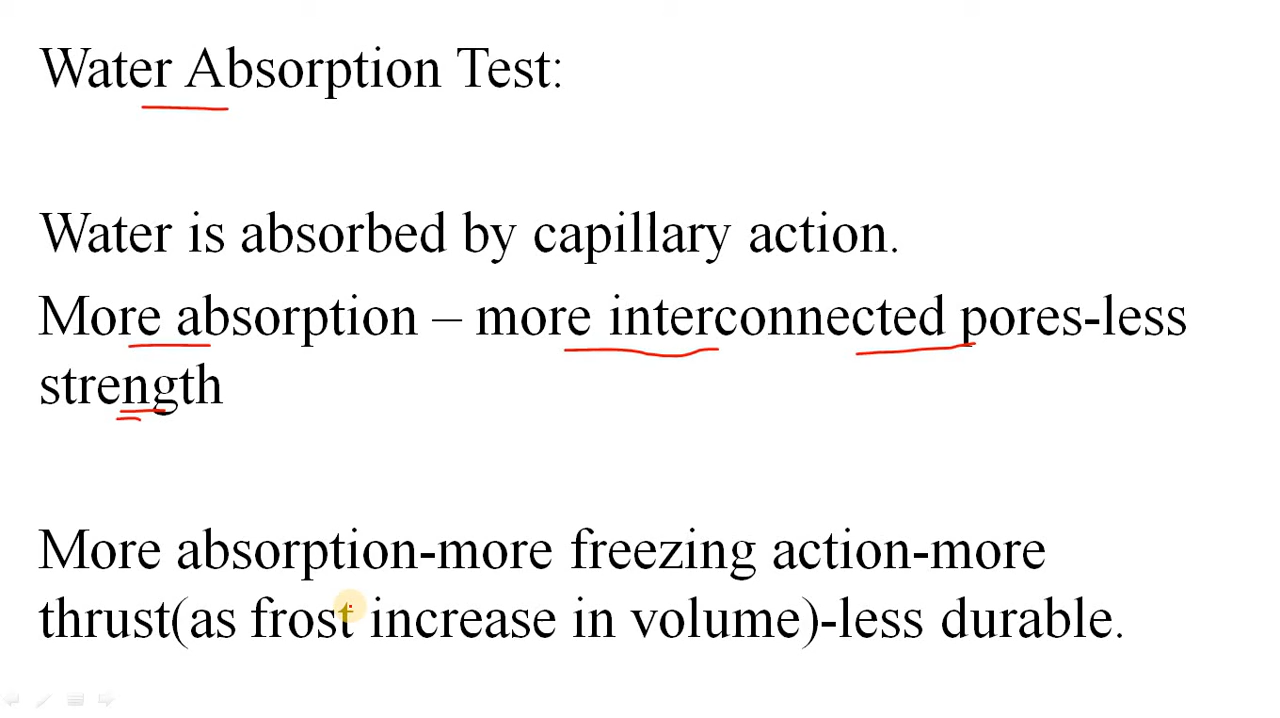 Water Absorption Test:
Water is absorbed by capillary action.
More absorption – more interconnected pores-less
strength
More absorption-more freezing action-more
thrust(as frost increase in volume)-less durable.